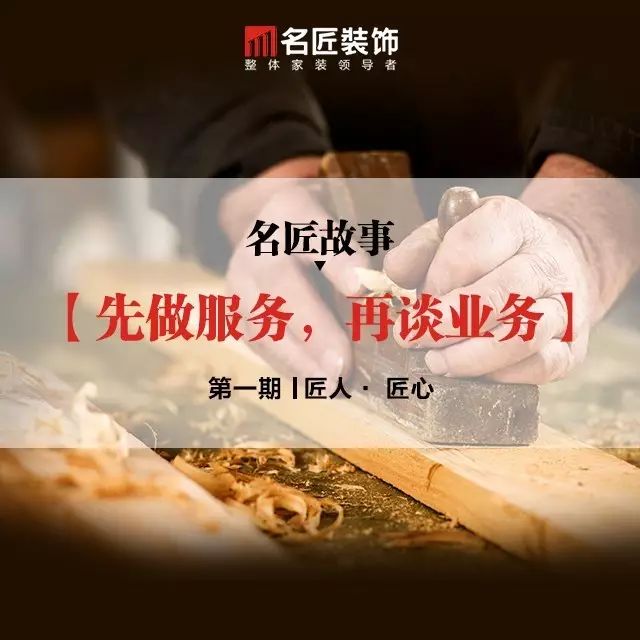 名匠装饰
整体家装领导者
名匠故事
【先做服务，再谈业务】
第一期 | 匠人 · 匠心